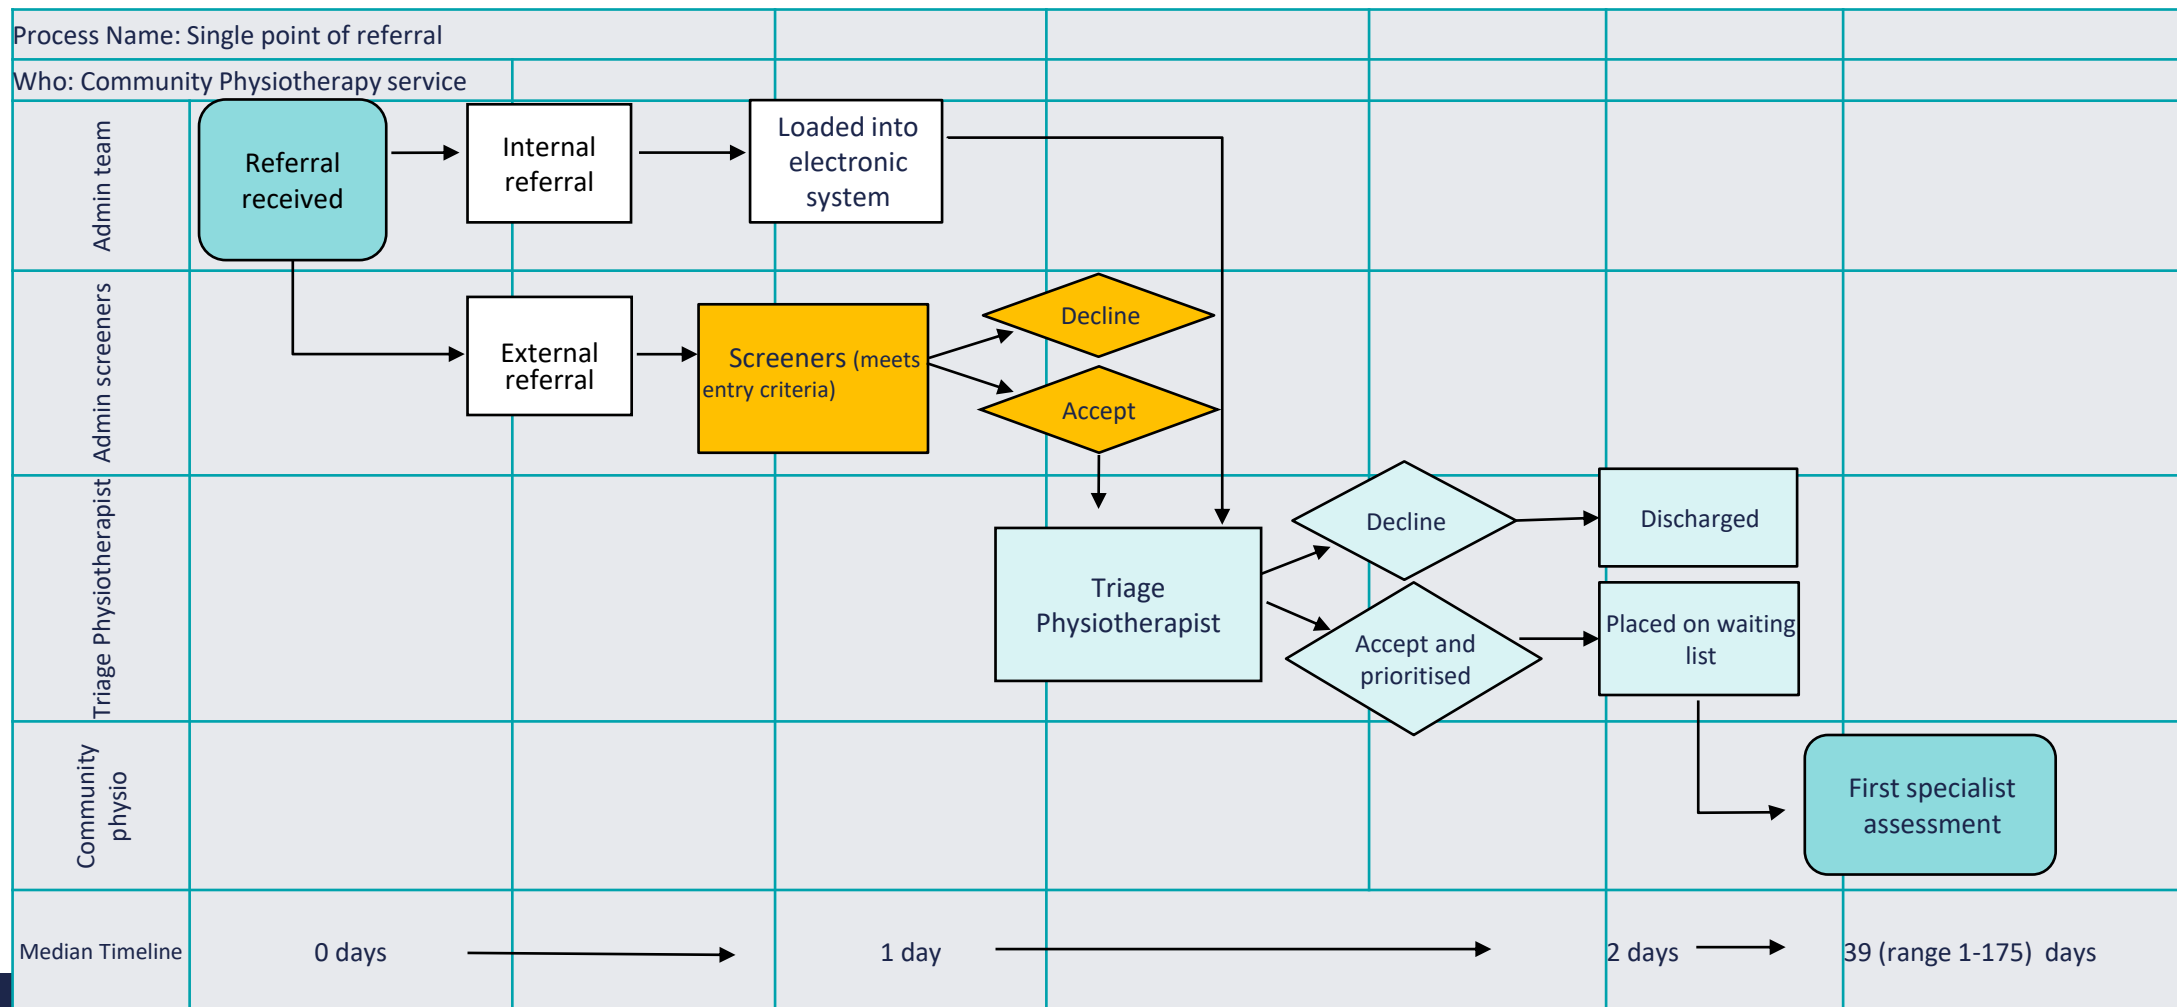 Process Name: Single point of referral
Who: Community Physiotherapy service
Admin team
Referral
received
Internal
referral
Loaded into
electronic
system
Admin screeners
External
referral
Screeners (meets
entry criteria)
Decline
Accept
Triage Physiotherapist
Triage
Physiotherapist
Decline
Discharged
Accept and
prioritised
Placed on waiting
list
Community
physio
First specialist
assessment
Median Timeline
0 days
1 day
2 days
39 (range 1-175) days